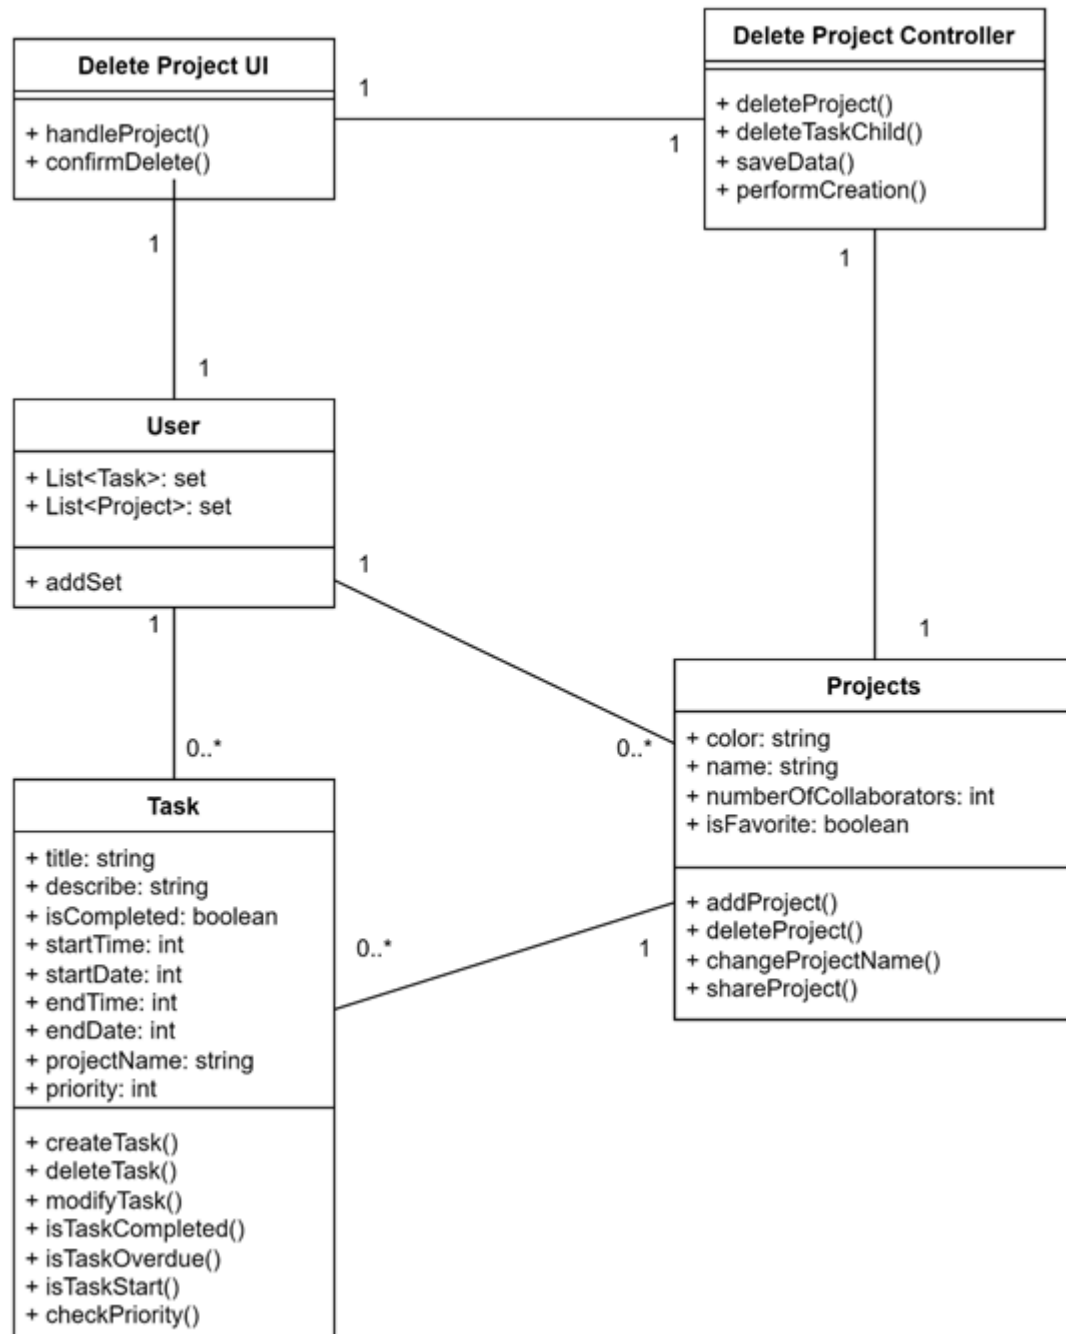 Delete Project UI
+ handleProject()
+ confirmDelete()
1
1
Delete Project Controller
+ deleteProject()
+ deleteTaskChild()
+ saveData()
+ performCreation()
1
1
1
1
User
+ List<Task>: set
+ List<Project>: set
+ addSet
1
0..*
1
0..*
Projects
+ color: string
+ name: string
+ numberOfCollaborators: int
+ isFavorite: boolean
+ addProject()
+ deleteProject()
+ changeProjectName()
+ shareProject()
Task
+ title: string
+ describe: string
+ isCompleted: boolean
+ startTime: int
+ startDate: int
+ endTime: int
+ endDate: int
+ projectName: string
+ priority: int
+ createTask()
+ deleteTask()
+ modifyTask()
+ isTaskCompleted()
+ isTaskOverdue()
+ isTaskStart()
+ checkPriority()
0..*
1